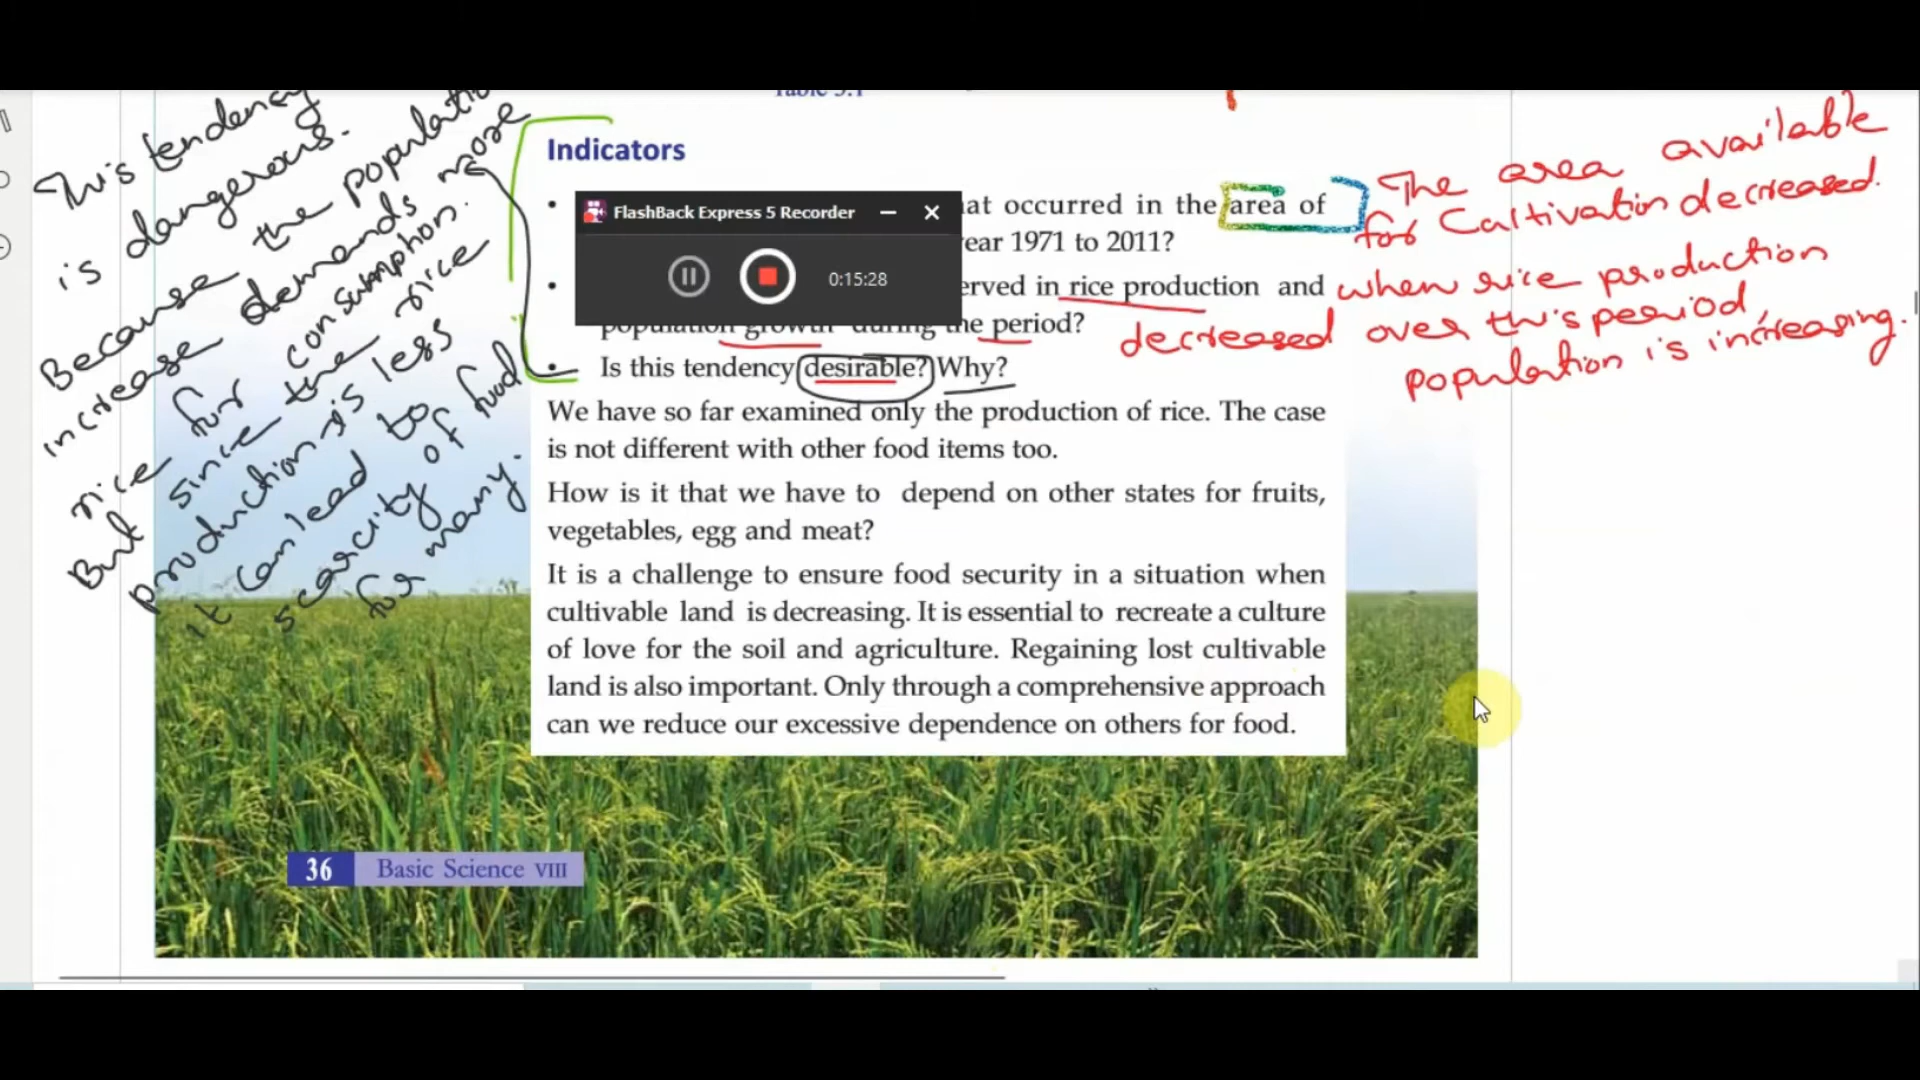 Table 3.1
Indicators
FlashBack Express 5 Recorder
0:15:28
at occurred in the area of
ear 1971 to 2011?
erved in rice production and
population growth during the period?
Is this tendency desirable? Why?
We have so far examined only the production of rice. The case
is not different with other food items too.
How is it that we have to depend on other states for fruits,
vegetables, egg and meat?
It is a challenge to ensure food security in a situation when
cultivable land is decreasing. It is essential to recreate a culture
of love for the soil and agriculture. Regaining lost cultivable
land is also important. Only through a comprehensive approach
can we reduce our excessive dependence on others for food.
This tendency
is dangerous.
Because the population
increase demands more
rice for consumption.
But since the rice
production is less
it can lead to
scarcity of food
for many.
The area available
for Cultivation decreased.
when rice production
decreased over this period,
population is increasing.
36 Basic Science VIII